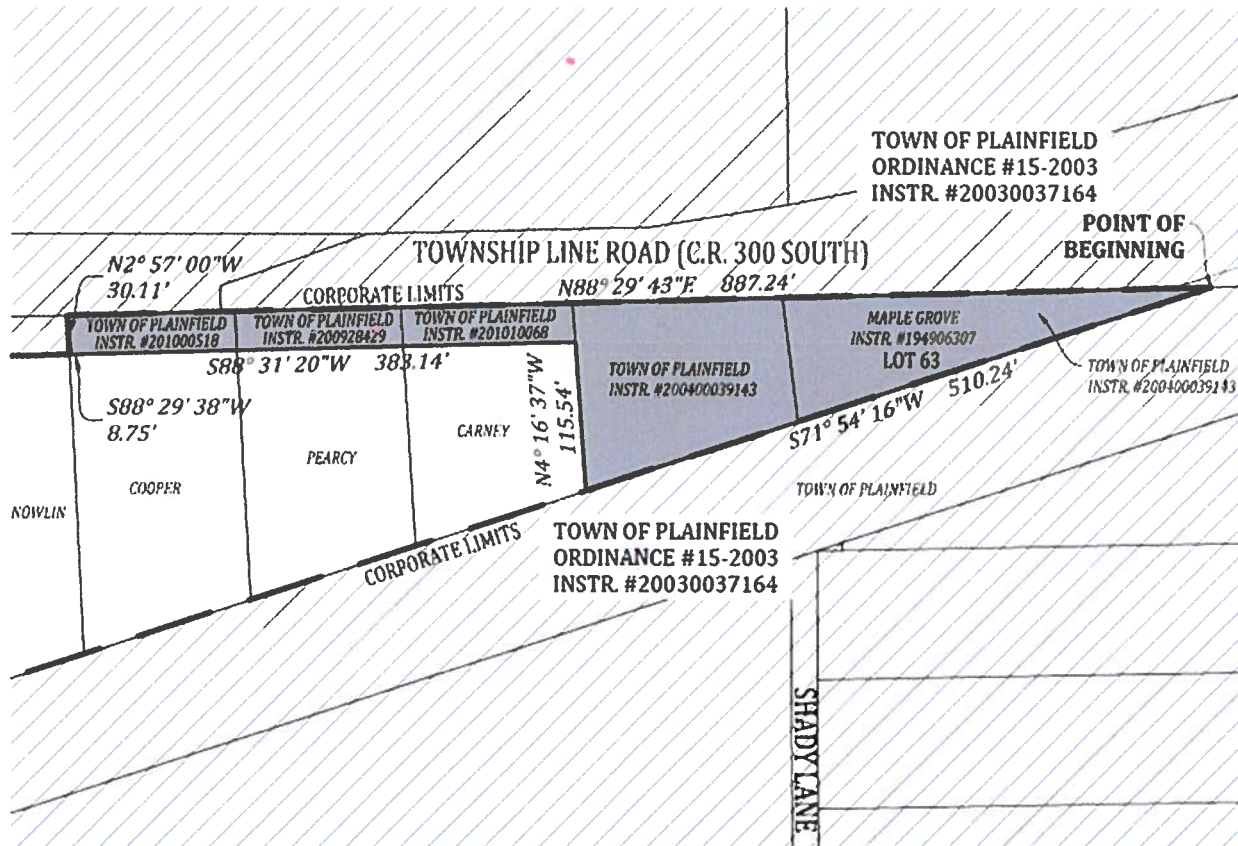 TOWN OF PLAINFIELD
ORDINANCE #15-2003
INSTR. #20030037164
POINT OF
BEGINNING
TOWNSHIP LINE ROAD (C.R. 300 SOUTH)
N2° 57' 00"W
30.11'
CORPORATE LIMITS
N88° 29' 43"E 887.24'
TOWN OF PLAINFIELD
INSTR. #201000518
TOWN OF PLAINFIELD
INSTR. #200928429
TOWN OF PLAINFIELD
INSTR. #201010068
MAPLE GROVE
INSTR. #194906307
LOT 63
S88° 31' 20"W 383.14'
TOWN OF PLAINFIELD
INSTR. #200400039143
TOWN OF PLAINFIELD
INSTR. #200400039143
S88° 29' 38"W
8.75'
N4° 16' 37"W
115.54'
S71° 54' 16"W 510.24'
CARNEY
PEARCY
COOPER
NOWLIN
TOWN OF PLAINFIELD
CORPORATE LIMITS
TOWN OF PLAINFIELD
ORDINANCE #15-2003
INSTR. #20030037164
SHADY LANE